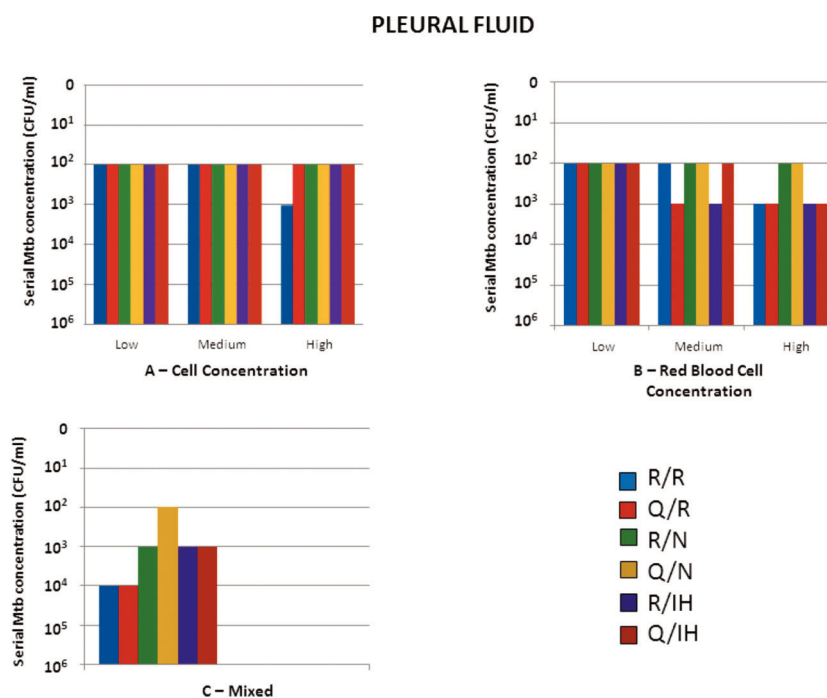 PLEURAL FLUID
Serial Mtb concentration (CFU/ml)
0
10¹
10²
10³
10⁴
10⁵
10⁶
Low Medium High
A – Cell Concentration
Serial Mtb concentration (CFU/ml)
0
10¹
10²
10³
10⁴
10⁵
10⁶
Low Medium High
B – Red Blood Cell
Concentration
Serial Mtb concentration (CFU/ml)
0
10¹
10²
10³
10⁴
10⁵
10⁶
C – Mixed
R/R
Q/R
R/N
Q/N
R/IH
Q/IH